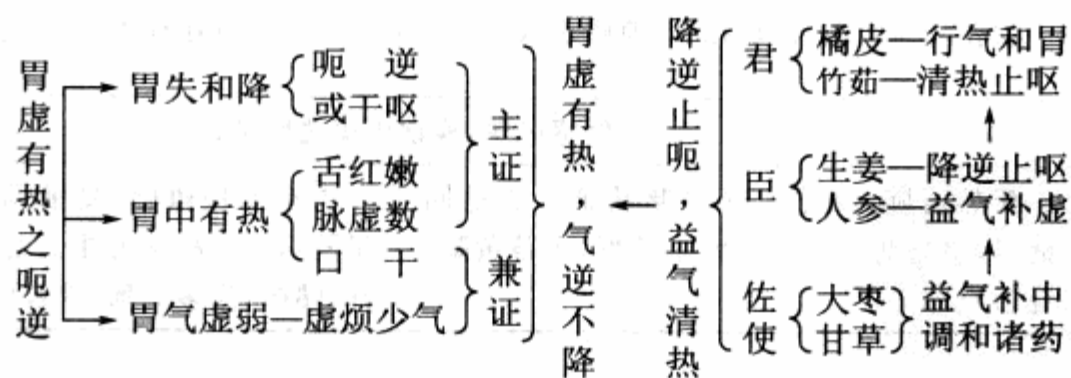 胃虚有热之呃逆
胃失和降
呃逆
或干呕
胃中有热
舌红嫩
脉虚数
口干
胃气虚弱—虚烦少气
主证
兼证
胃虚有热，气逆不降
降逆止呃，益气清热
君
橘皮—行气和胃
竹茹—清热止呕
臣
生姜—降逆止呕
人参—益气补虚
佐使
大枣
甘草
益气补中
调和诸药